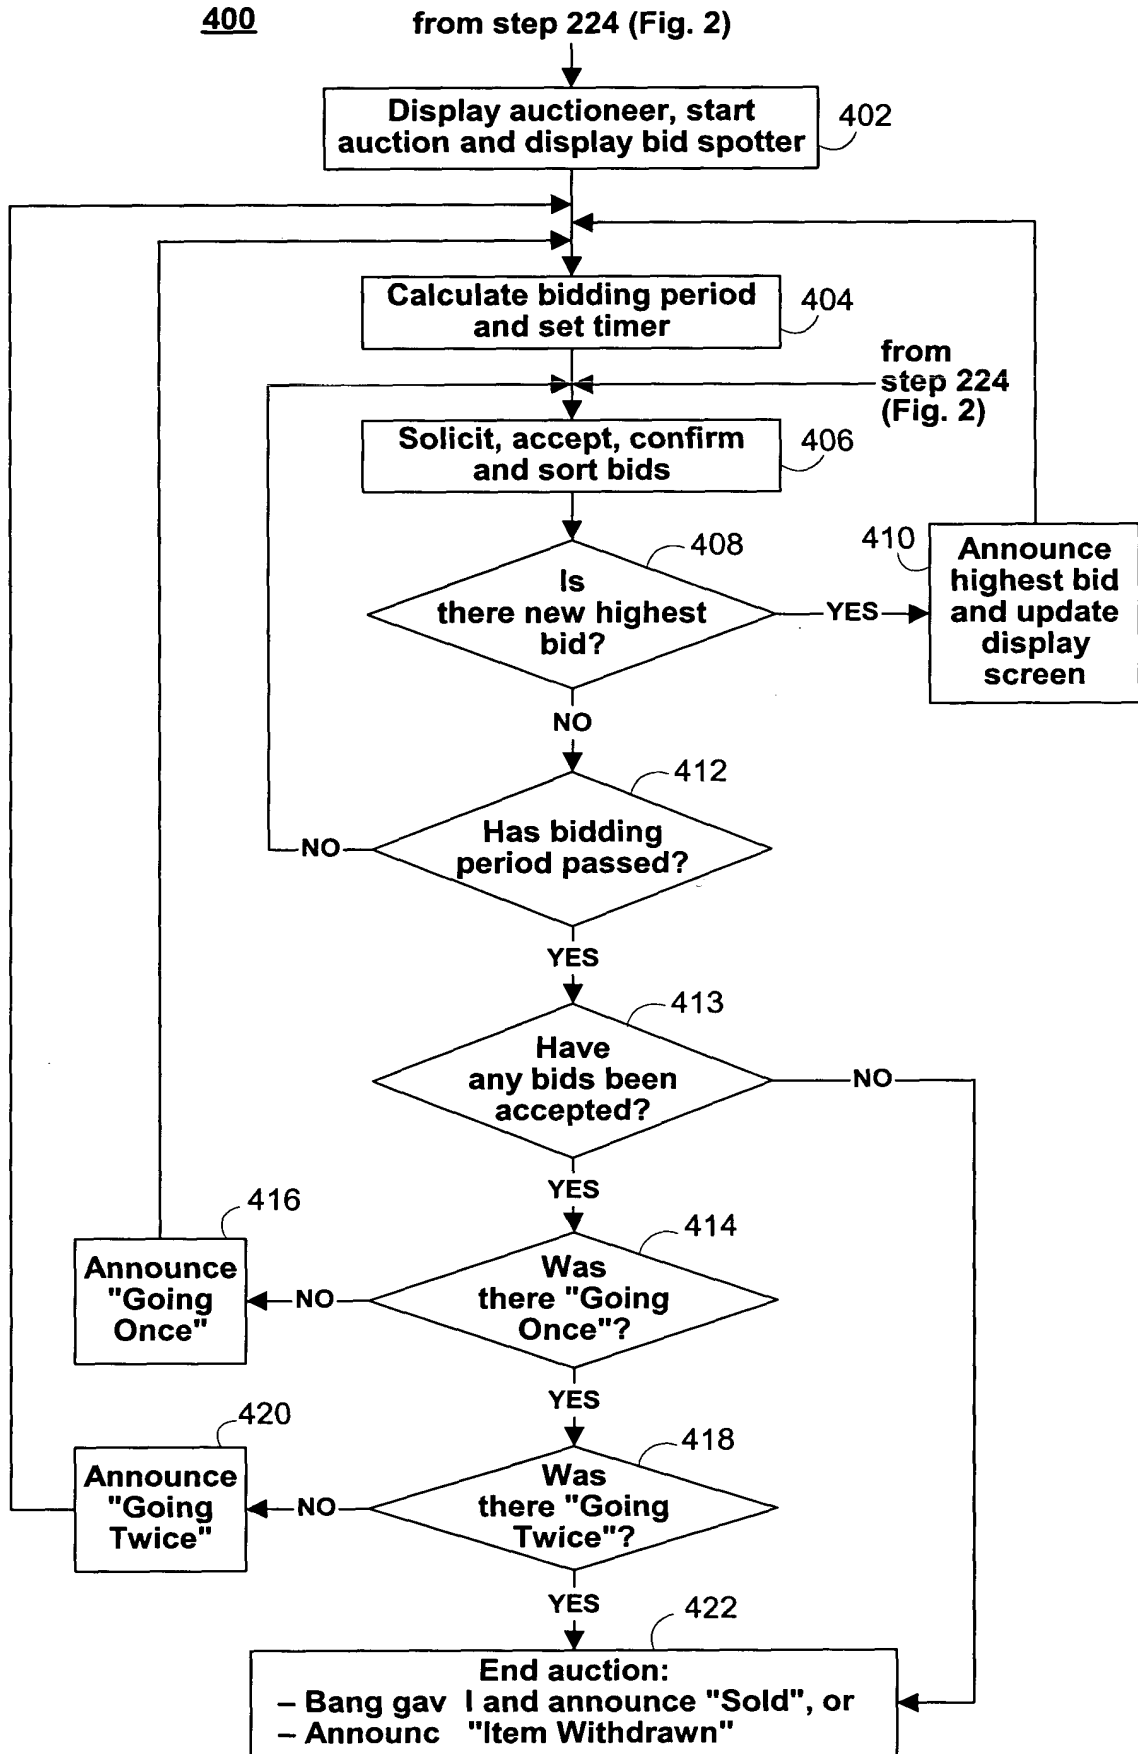 400
from step 224 (Fig. 2)
Display auctioneer, start
auction and display bid spotter
402
Calculate bidding period
and set timer
404
from
step 224
(Fig. 2)
Solicit, accept, confirm
and sort bids
406
408
Is
there new highest
bid?
YES
410
Announce
highest bid
and update
display
screen
NO
412
Has bidding
period passed?
NO
YES
413
Have
any bids been
accepted?
NO
YES
416
Announce
"Going
Once"
NO
414
Was
there "Going
Once"?
YES
420
Announce
"Going
Twice"
NO
418
Was
there "Going
Twice"?
YES
422
End auction:
– Bang gav l and announce "Sold", or
– Announc "Item Withdrawn"